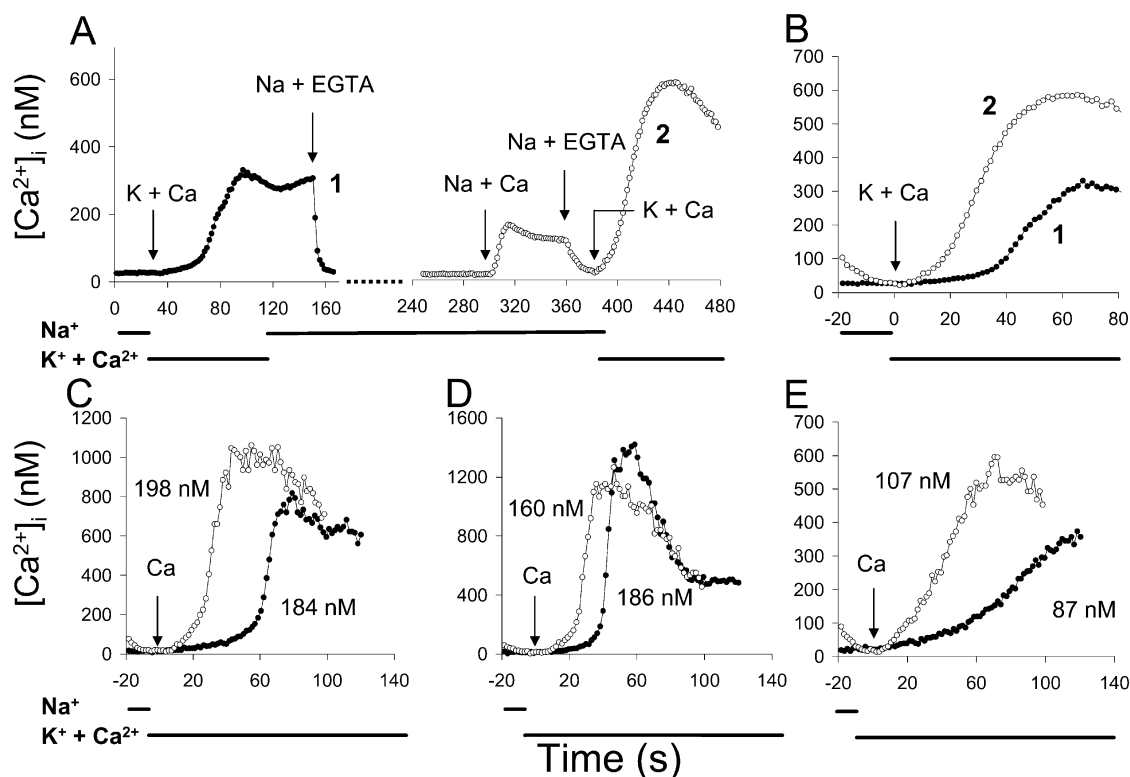 A
B
[Ca²⁺]ᵢ (nM)
600
400
200
0
0 40 80 120 160 240 280 320 360 400 440 480
K + Ca
Na + EGTA
1
Na + Ca
Na + EGTA
K + Ca
2
700
600
500
400
300
200
100
0
-20 0 20 40 60 80
K + Ca
2
1
Na⁺
K⁺ + Ca²⁺
C
D
E
[Ca²⁺]ᵢ (nM)
1200
1000
800
600
400
200
0
-20 20 60 100 140
198 nM
Ca
184 nM
1600
1200
800
400
0
-20 20 60 100 140
160 nM
Ca
186 nM
700
600
500
400
300
200
100
0
-20 20 60 100 140
107 nM
Ca
87 nM
Na⁺
K⁺ + Ca²⁺
Time (s)